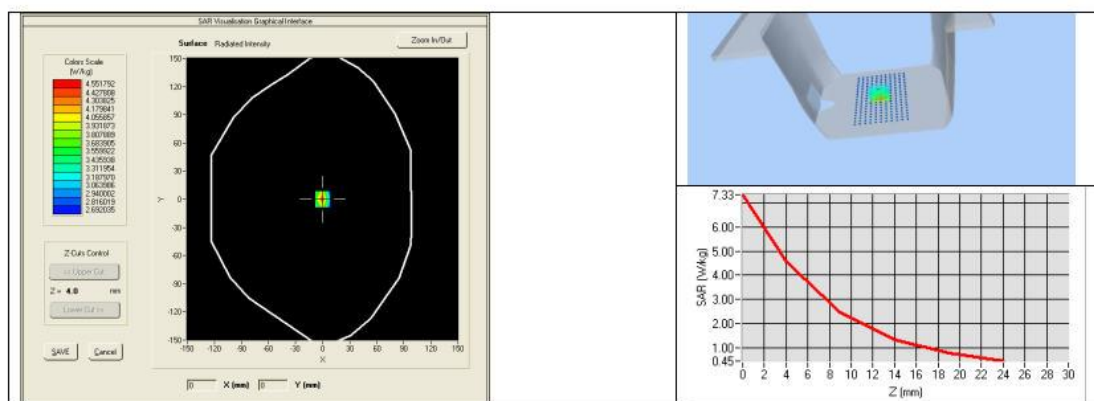 SAR Visualisation Graphical Interface
Surface Radiated Intensity
Zoom In/Out
Colors Scale
(W/kg)
4.551792
4.427808
4.303825
4.179841
4.055857
3.931873
3.807889
3.683905
3.559922
3.435938
3.311954
3.187970
3.063986
2.940002
2.816019
2.692035
Z-Cuts Control
<< Upper Cut
Z = 4.0 mm
Lower Cut >>
SAVE Cancel
150
120
90
60
30
0
-30
-60
-90
-120
-150
Y
-150 -120 -90 -60 -30 0 30 60 90 120 150
X
0 X (mm) 0 Y (mm)
7.33
6.00
5.00
4.00
3.00
2.00
1.00
0.45
SAR (W/kg)
0 2 4 6 8 10 12 14 16 18 20 22 24 26 28 30
Z (mm)